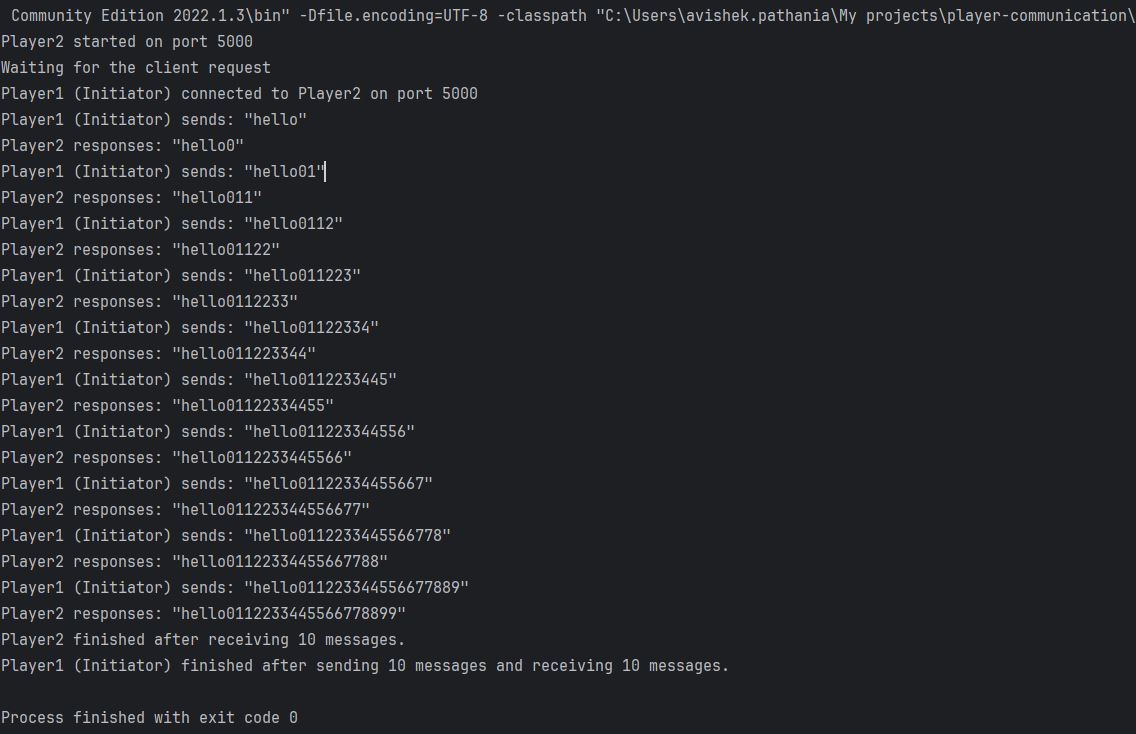 Community Edition 2022.1.3\bin" -Dfile.encoding=UTF-8 -classpath "C:\Users\avishek.pathania\My projects\player-communication\
Player2 started on port 5000
Waiting for the client request
Player1 (Initiator) connected to Player2 on port 5000
Player1 (Initiator) sends: "hello"
Player2 responses: "hello0"
Player1 (Initiator) sends: "hello01"
Player2 responses: "hello011"
Player1 (Initiator) sends: "hello0112"
Player2 responses: "hello01122"
Player1 (Initiator) sends: "hello011223"
Player2 responses: "hello0112233"
Player1 (Initiator) sends: "hello01122334"
Player2 responses: "hello011223344"
Player1 (Initiator) sends: "hello0112233445"
Player2 responses: "hello01122334455"
Player1 (Initiator) sends: "hello011223344556"
Player2 responses: "hello0112233445566"
Player1 (Initiator) sends: "hello01122334455667"
Player2 responses: "hello011223344556677"
Player1 (Initiator) sends: "hello0112233445566778"
Player2 responses: "hello01122334455667788"
Player1 (Initiator) sends: "hello011223344556677889"
Player2 responses: "hello0112233445566778899"
Player2 finished after receiving 10 messages.
Player1 (Initiator) finished after sending 10 messages and receiving 10 messages.
Process finished with exit code 0